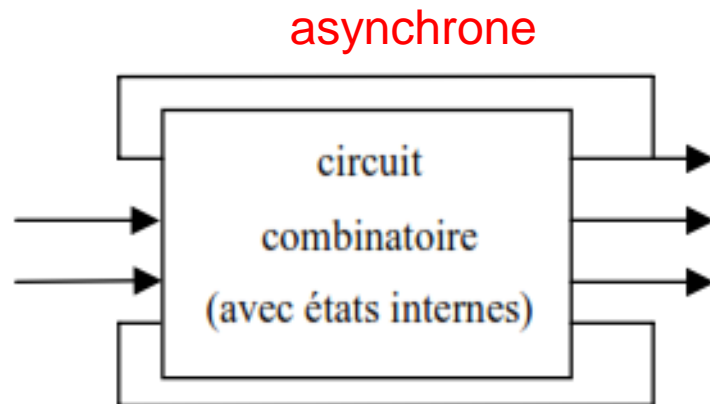 asynchrone
circuit
combinatoire
(avec états internes)